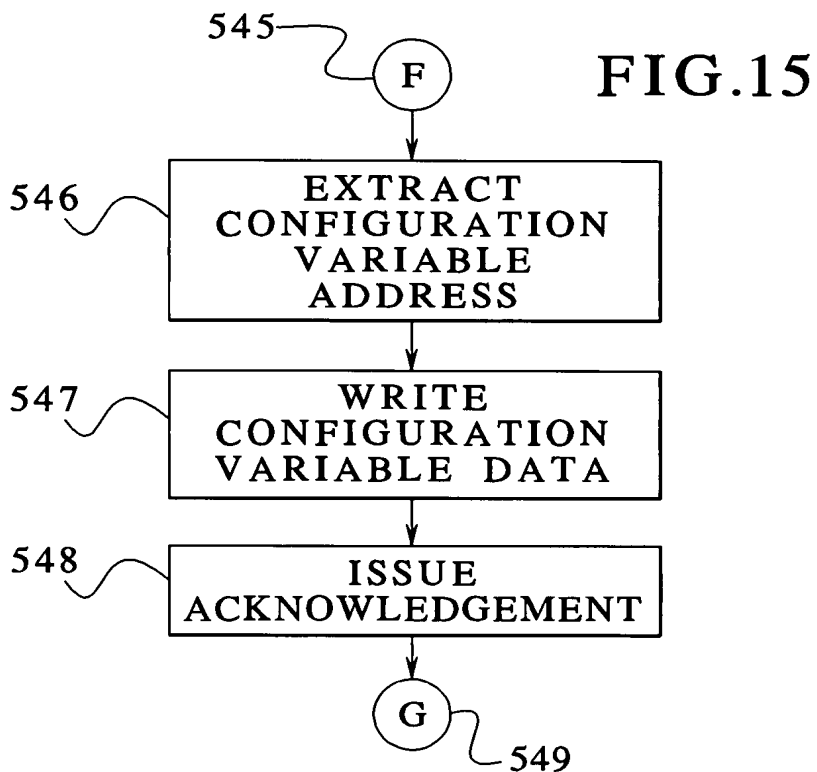 545
F
FIG.15
546
EXTRACT
CONFIGURATION
VARIABLE
ADDRESS
547
WRITE
CONFIGURATION
VARIABLE DATA
548
ISSUE
ACKNOWLEDGEMENT
G
549